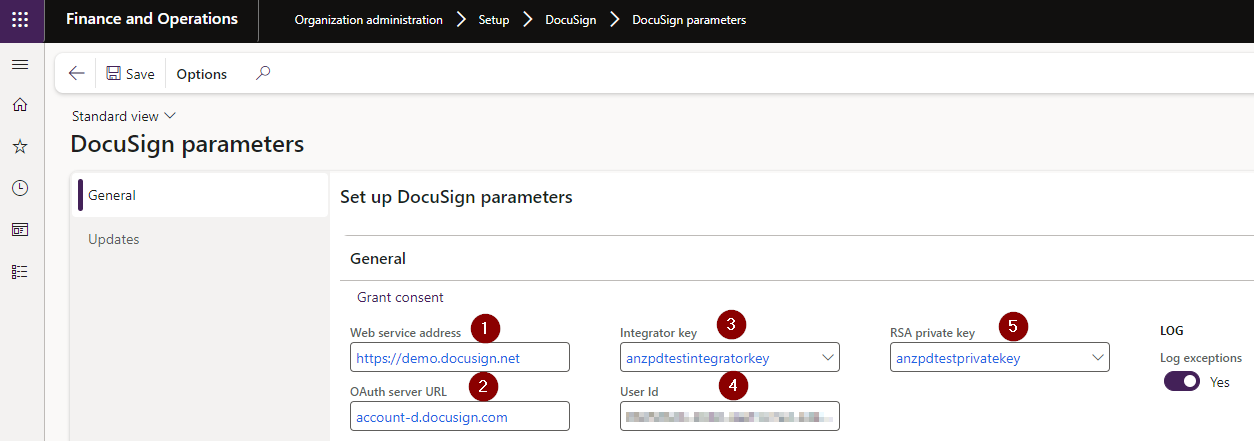 Finance and Operations
Organization administration > Setup > DocuSign > DocuSign parameters
Save Options
Standard view
DocuSign parameters
General
Updates
Set up DocuSign parameters
General
Grant consent
Web service address 1
https://demo.docusign.net
OAuth server URL 2
account-d.docusign.com
Integrator key 3
anzpdtestintegratorkey
User Id 4
RSA private key 5
anzpdtestprivatekey
LOG
Log exceptions
Yes